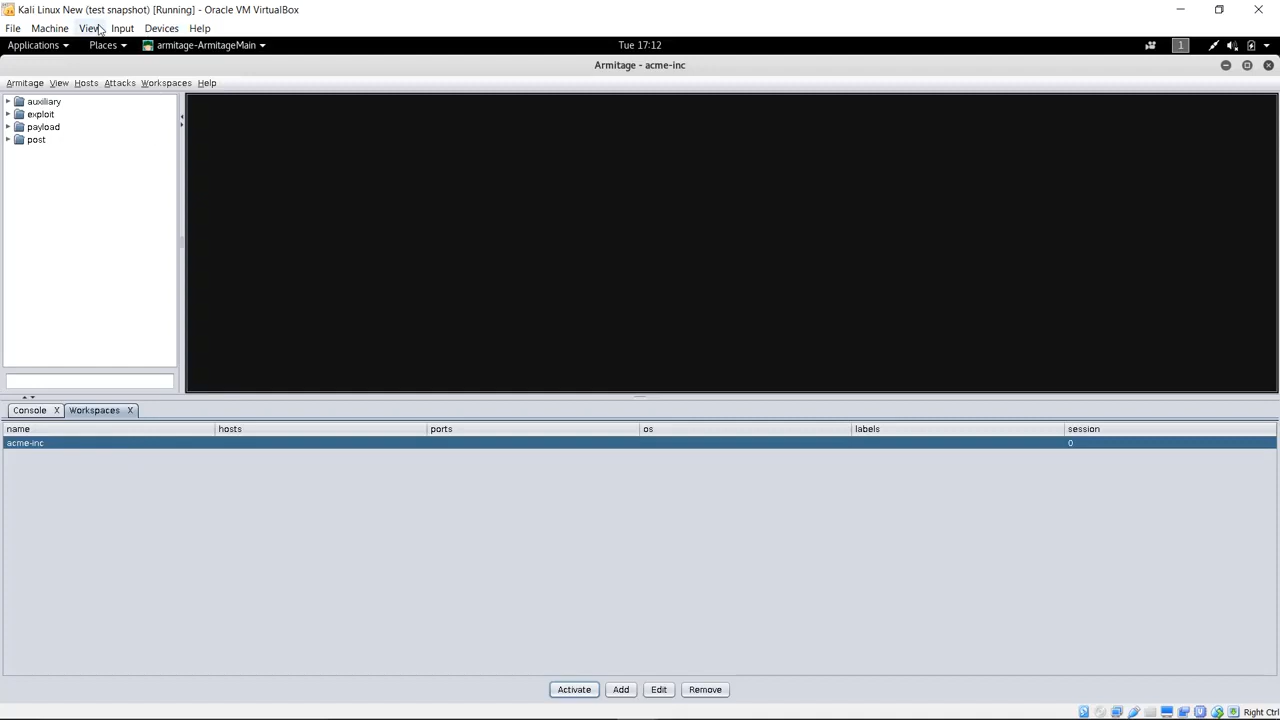 Kali Linux New (test snapshot) [Running] - Oracle VM VirtualBox
File Machine View Input Devices Help
Applications Places armitage-ArmitageMain Tue 17:12 1
Armitage - acme-inc
Armitage View Hosts Attacks Workspaces Help
auxiliary
exploit
payload
post
Console X Workspaces X
name hosts ports os labels session
acme-inc 0
Activate Add Edit Remove
Right Ctrl